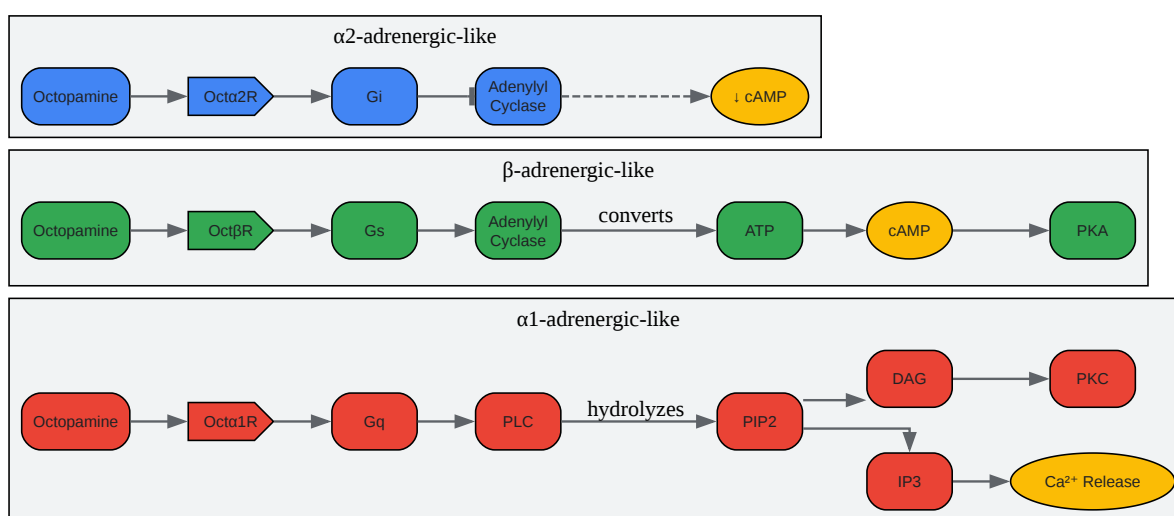 α2-adrenergic-like
Octopamine
Octα2R
Gi
Adenylyl
Cyclase
↓ cAMP
β-adrenergic-like
Octopamine
OctβR
Gs
Adenylyl
Cyclase
converts
ATP
cAMP
PKA
α1-adrenergic-like
Octopamine
Octα1R
Gq
PLC
hydrolyzes
PIP2
DAG
PKC
IP3
Ca²⁺ Release